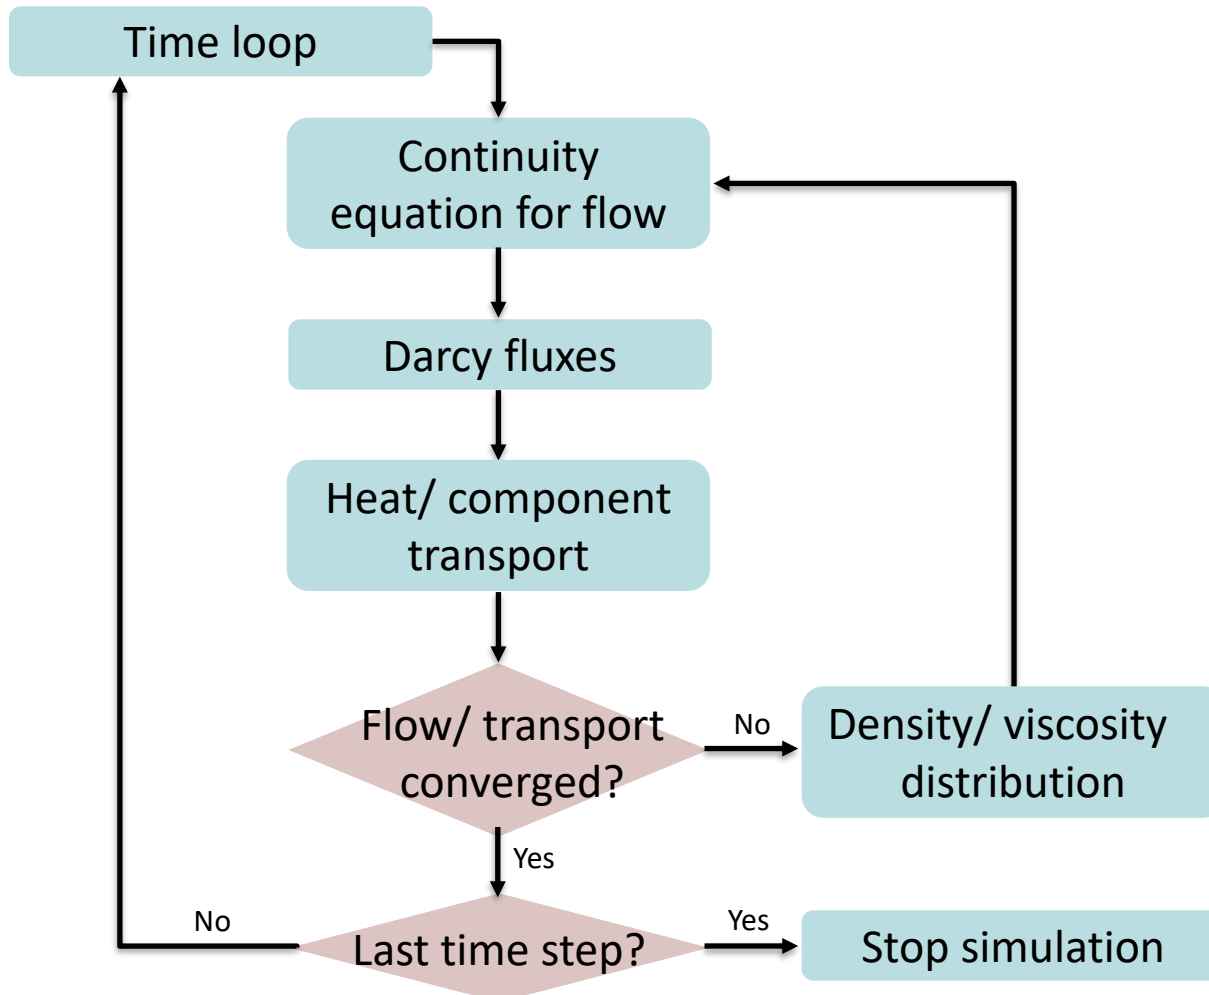 Time loop
Continuity
equation for flow
Darcy fluxes
Heat/ component
transport
Flow/ transport
converged?
No
Density/ viscosity
distribution
Yes
No
Last time step?
Yes
Stop simulation